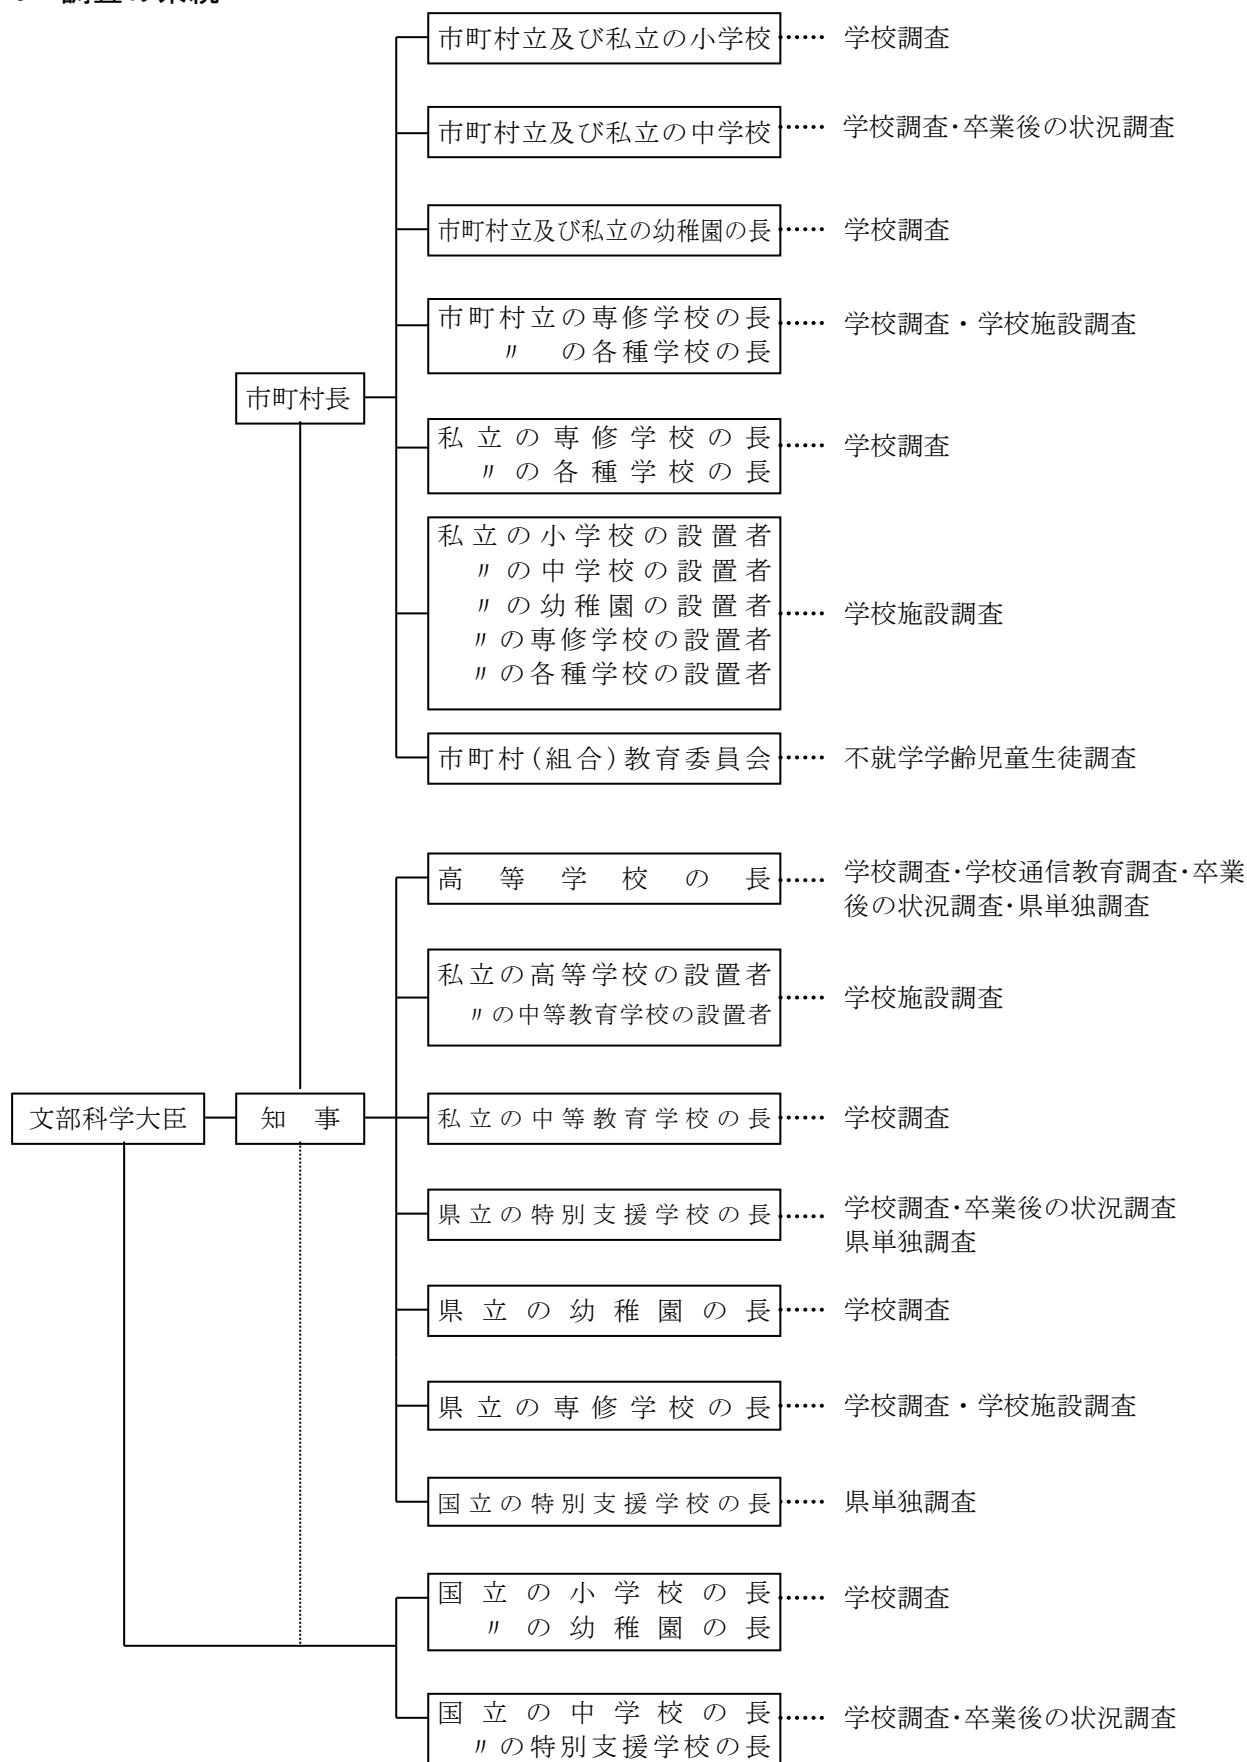 市町村立及び私立の小学校 …… 学校調査
市町村立及び私立の中学校 …… 学校調査・卒業後の状況調査
市町村立及び私立の幼稚園の長 …… 学校調査
市町村立の専修学校の長 …… 学校調査・学校施設調査
〃 の各種学校の長
市町村長
私立の専修学校の長 …… 学校調査
〃の各種学校の長
私立の小学校の設置者
〃の中学校の設置者
〃の幼稚園の設置者 …… 学校施設調査
〃の専修学校の設置者
〃の各種学校の設置者
市町村(組合)教育委員会 …… 不就学学齢児童生徒調査
高等学校の長 …… 学校調査・学校通信教育調査・卒業
後の状況調査・県単独調査
私立の高等学校の設置者
〃の中等教育学校の設置者 …… 学校施設調査
文部科学大臣 知 事 私立の中等教育学校の長 …… 学校調査
県立の特別支援学校の長 …… 学校調査・卒業後の状況調査
県単独調査
県立の幼稚園の長 …… 学校調査
県立の専修学校の長 …… 学校調査・学校施設調査
国立の特別支援学校の長 …… 県単独調査
国立の小学校の長 …… 学校調査
〃の幼稚園の長
国立の中学校の長 …… 学校調査・卒業後の状況調査
〃の特別支援学校の長